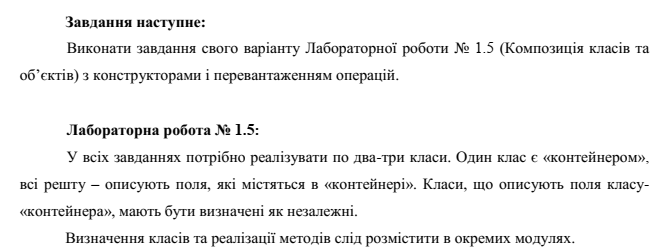 Завдання наступне:
Виконати завдання свого варіанту Лабораторної роботи № 1.5 (Композиція класів та
об’єктів) з конструкторами і перевантаженням операцій.
Лабораторна робота № 1.5:
У всіх завданнях потрібно реалізувати по два-три класи. Один клас є «контейнером»,
всі решту – описують поля, які містяться в «контейнері». Класи, що описують поля класу-
«контейнера», мають бути визначені як незалежні.
Визначення класів та реалізації методів слід розмістити в окремих модулях.